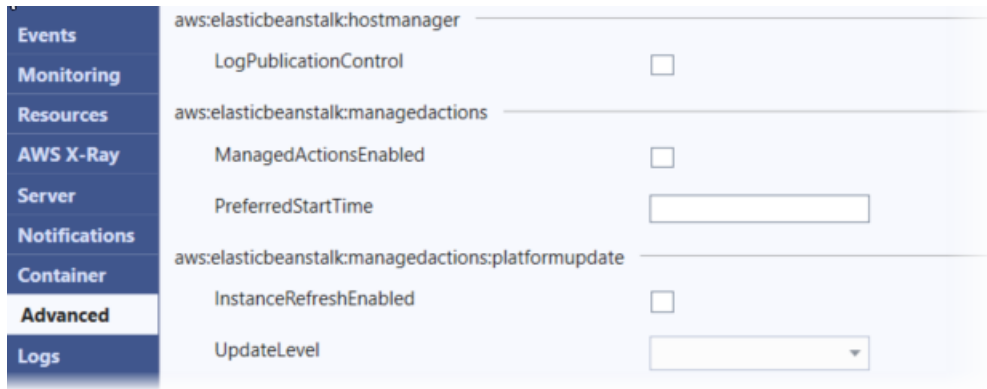 Events
Monitoring
Resources
AWS X-Ray
Server
Notifications
Container
Advanced
Logs
aws:elasticbeanstalk:hostmanager
LogPublicationControl
aws:elasticbeanstalk:managedactions
ManagedActionsEnabled
PreferredStartTime
aws:elasticbeanstalk:managedactions:platformupdate
InstanceRefreshEnabled
UpdateLevel